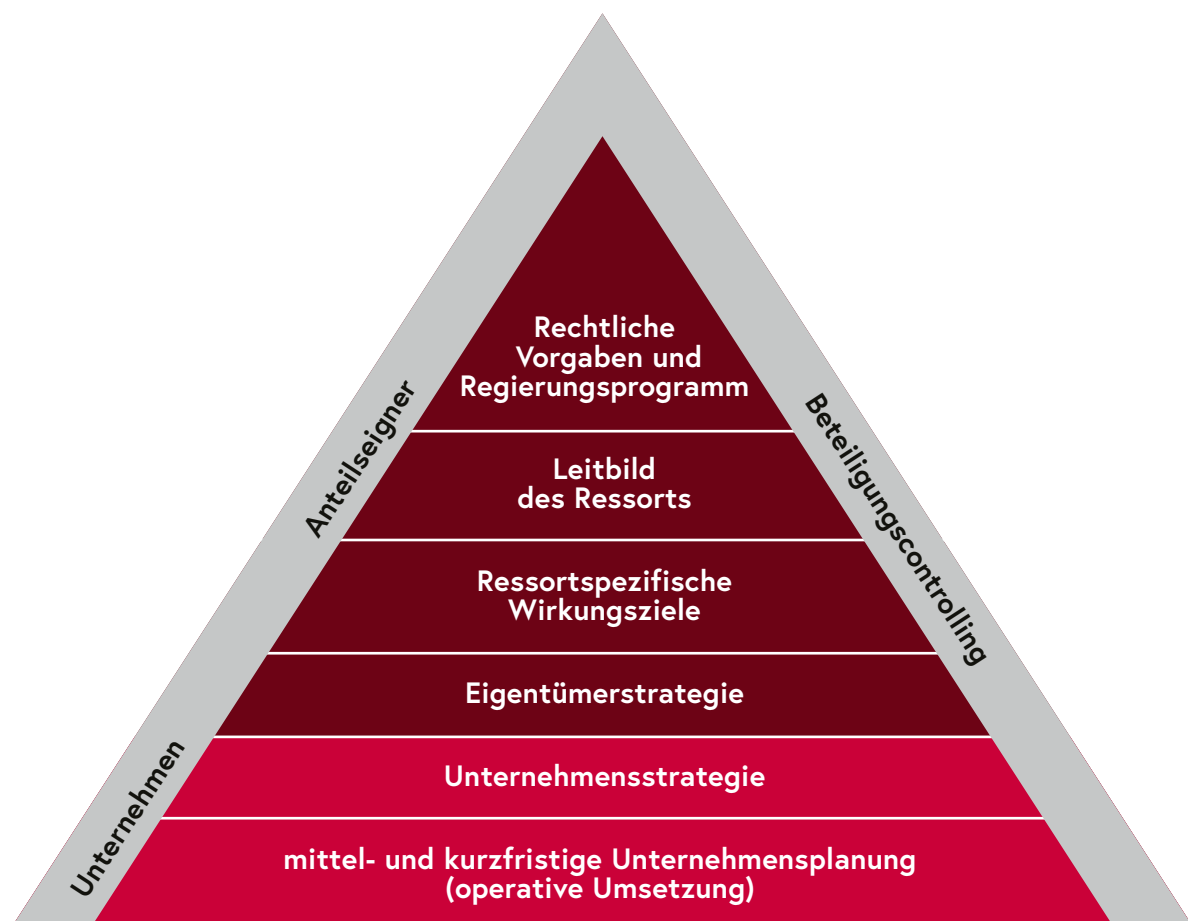 Rechtliche
Vorgaben und
Regierungsprogramm
Anteilseigner
Beteiligungscontrolling
Leitbild
des Ressorts
Ressortspezifische
Wirkungsziele
Eigentümerstrategie
Unternehmen
Unternehmensstrategie
mittel- und kurzfristige Unternehmensplanung
(operative Umsetzung)